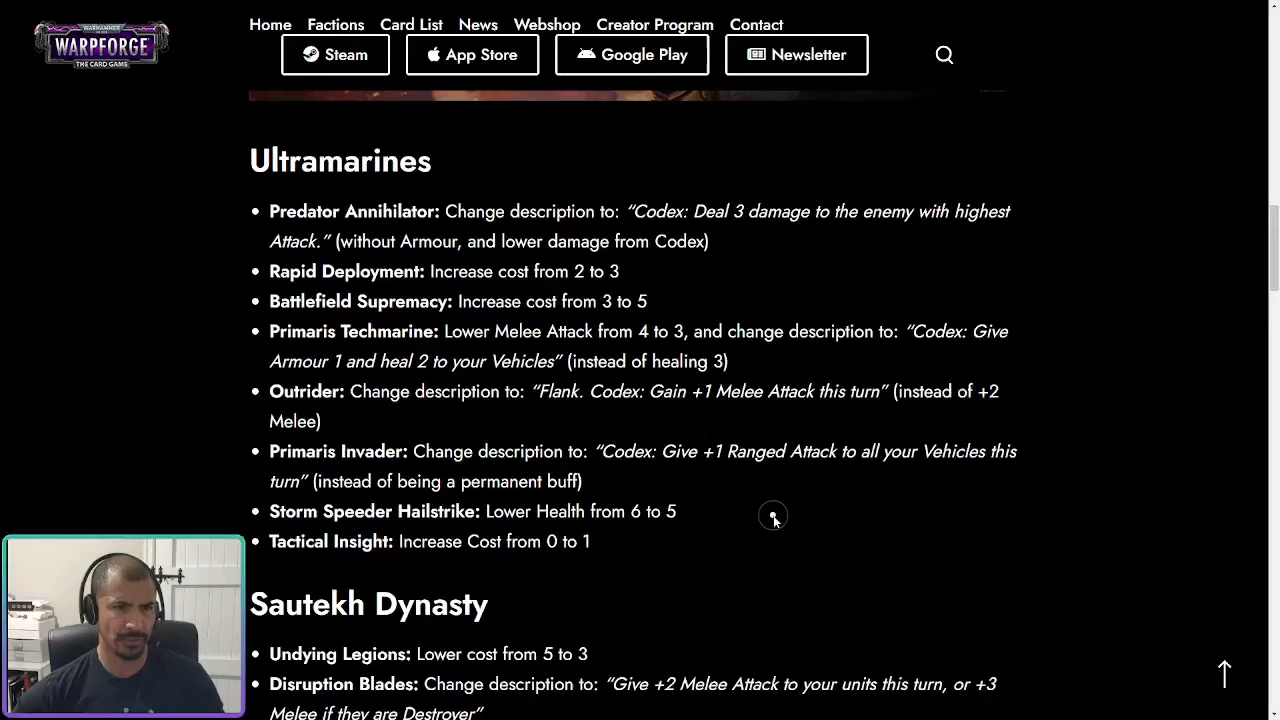 WARHAMMER
WARPFORGE
THE CARD GAME
Home Factions Card List News Webshop Creator Program Contact
Steam App Store Google Play Newsletter
Ultramarines
• Predator Annihilator: Change description to: “Codex: Deal 3 damage to the enemy with highest
Attack.” (without Armour, and lower damage from Codex)
• Rapid Deployment: Increase cost from 2 to 3
• Battlefield Supremacy: Increase cost from 3 to 5
• Primaris Techmarine: Lower Melee Attack from 4 to 3, and change description to: “Codex: Give
Armour 1 and heal 2 to your Vehicles” (instead of healing 3)
• Outrider: Change description to: “Flank. Codex: Gain +1 Melee Attack this turn” (instead of +2
Melee)
• Primaris Invader: Change description to: “Codex: Give +1 Ranged Attack to all your Vehicles this
turn” (instead of being a permanent buff)
• Storm Speeder Hailstrike: Lower Health from 6 to 5
• Tactical Insight: Increase Cost from 0 to 1
Sautekh Dynasty
• Undying Legions: Lower cost from 5 to 3
• Disruption Blades: Change description to: “Give +2 Melee Attack to your units this turn, or +3
Melee if they are Destroyer”